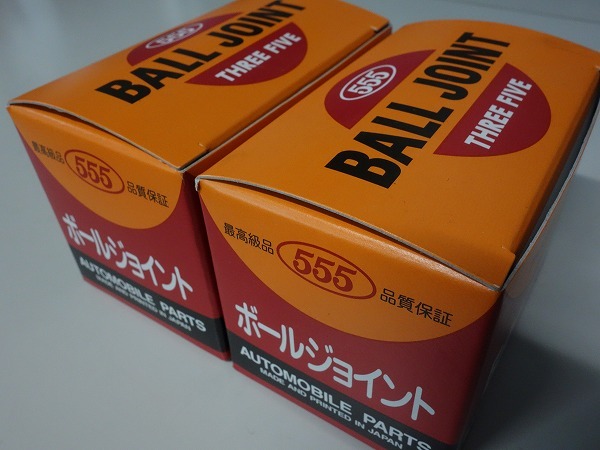 555
BALL JOINT
THREE FIVE
最高級品 555 品質保証
ボールジョイント
AUTOMOBILE PARTS
MADE AND PRINTED IN JAPAN
555
BALL JOINT
THREE FIVE
最高級品 555 品質保証
ボールジョイント
AUTOMOBILE PARTS
MADE AND PRINTED IN JAPAN